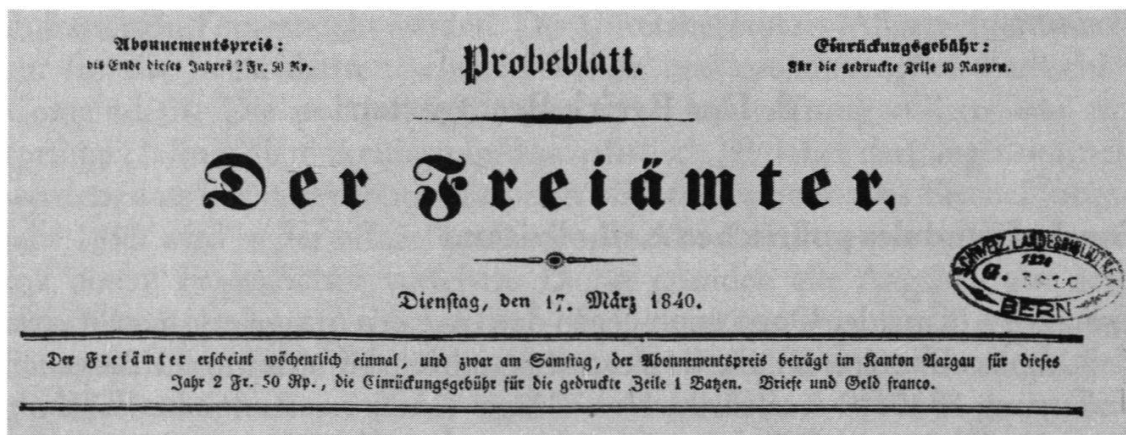 Abonnementspreis:
bis Ende dieses Jahres 2 Fr. 50 Rp.
Probeblatt.
Einrückungsgebühr:
Für die gedruckte Zeile 10 Rappen.
Der Freiämter.
Dienstag, den 17. März 1840.
SCHWEIZ. LANDESBIBLIOTHEK
BERN
Der Freiämter erscheint wöchentlich einmal, und zwar am Samstag, der Abonnementspreis beträgt im Kanton Aargau für dieses
Jahr 2 Fr. 50 Rp., die Einrückungsgebühr für die gedruckte Zeile 1 Batzen. Briefe und Geld franco.